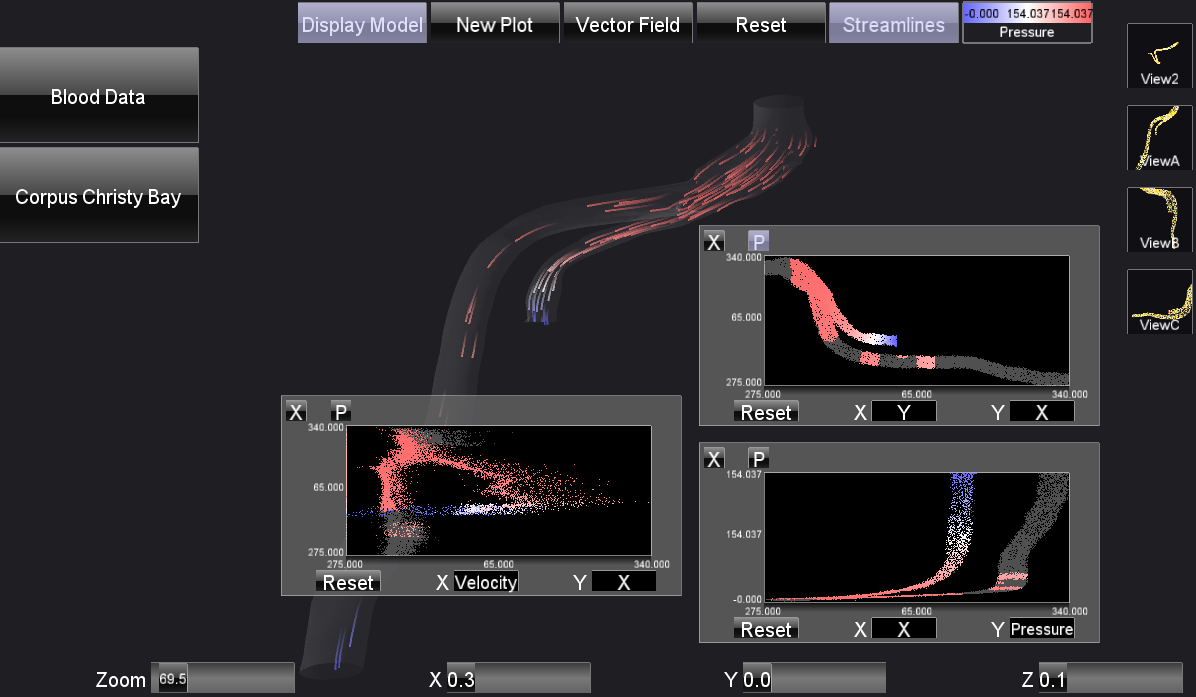 Display Model New Plot Vector Field Reset Streamlines -0.000 154.037 154.037
Pressure
View2
Blood Data
ViewA
Corpus Christy Bay
ViewB
X P
340.000
65.000
275.000
275.000 65.000 340.000
Reset X Y Y X
ViewC
X P
340.000
65.000
275.000
275.000 65.000 340.000
Reset X Velocity Y X
X P
154.037
154.037
-0.000
275.000 65.000 340.000
Reset X X Y Pressure
Zoom 69.5 X 0.3 Y 0.0 Z 0.1